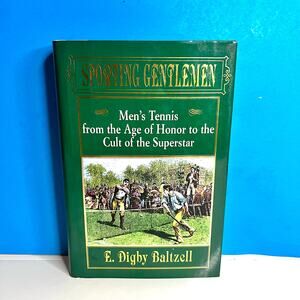 SPORTING GENTLEMEN
Men's Tennis
from the Age of Honor to the
Cult of the Superstar
E. Digby Baltzell